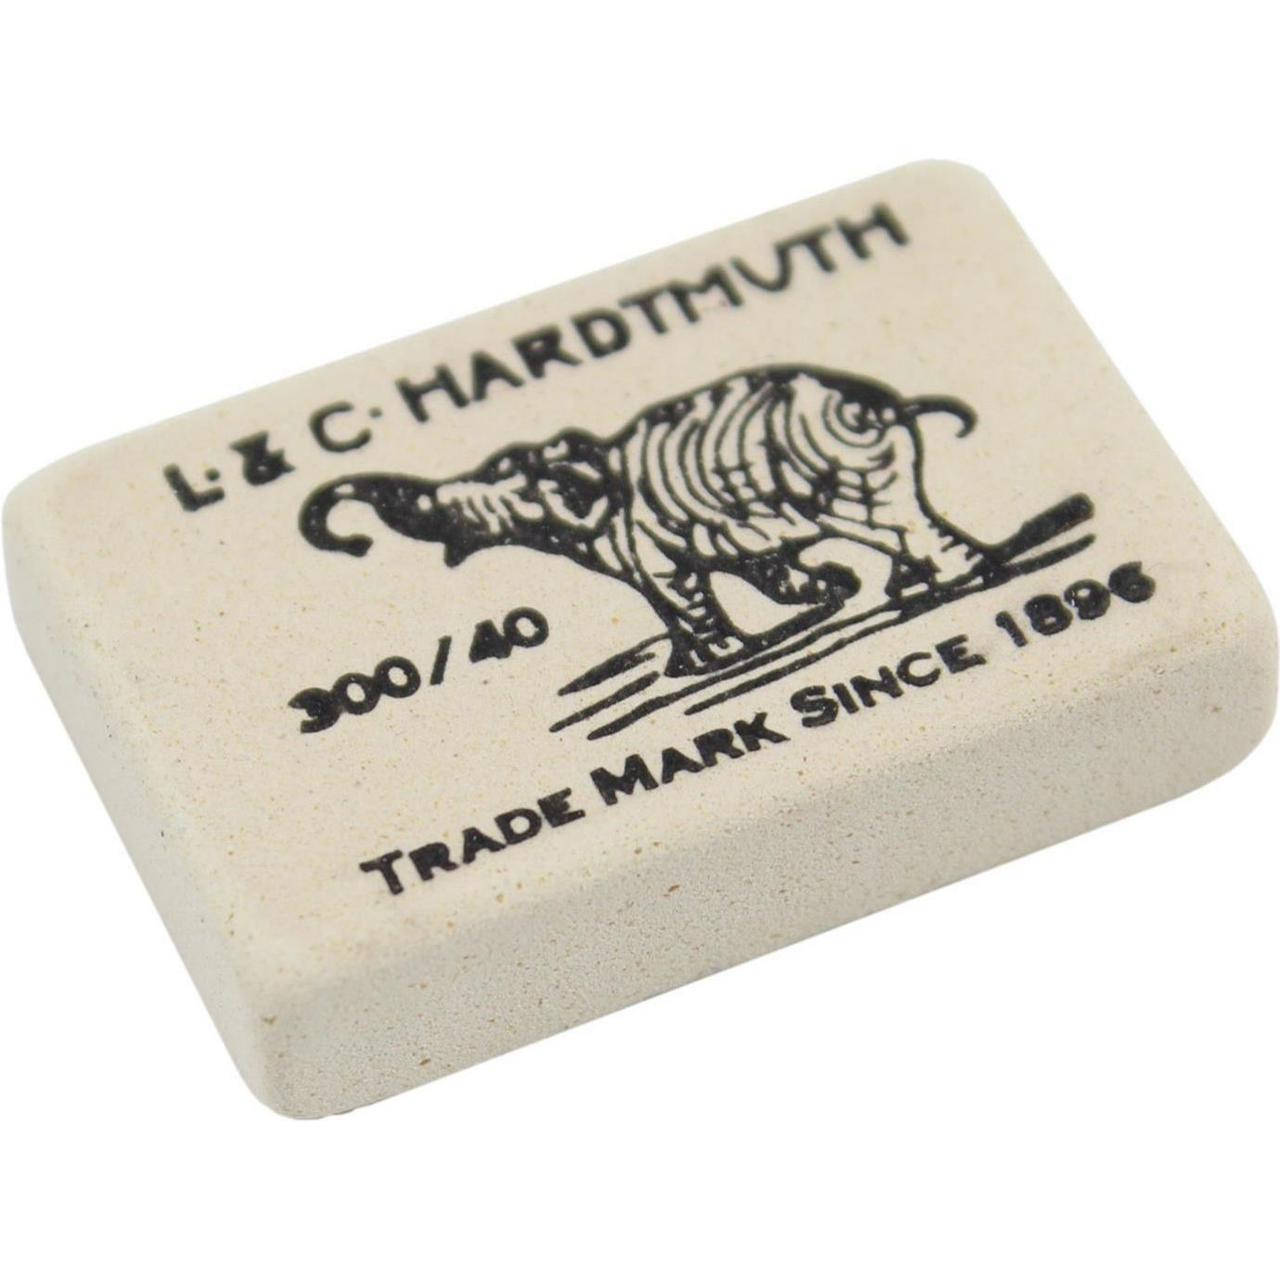 L. & C. HARDTMUTH
300/40
TRADE MARK SINCE 1896